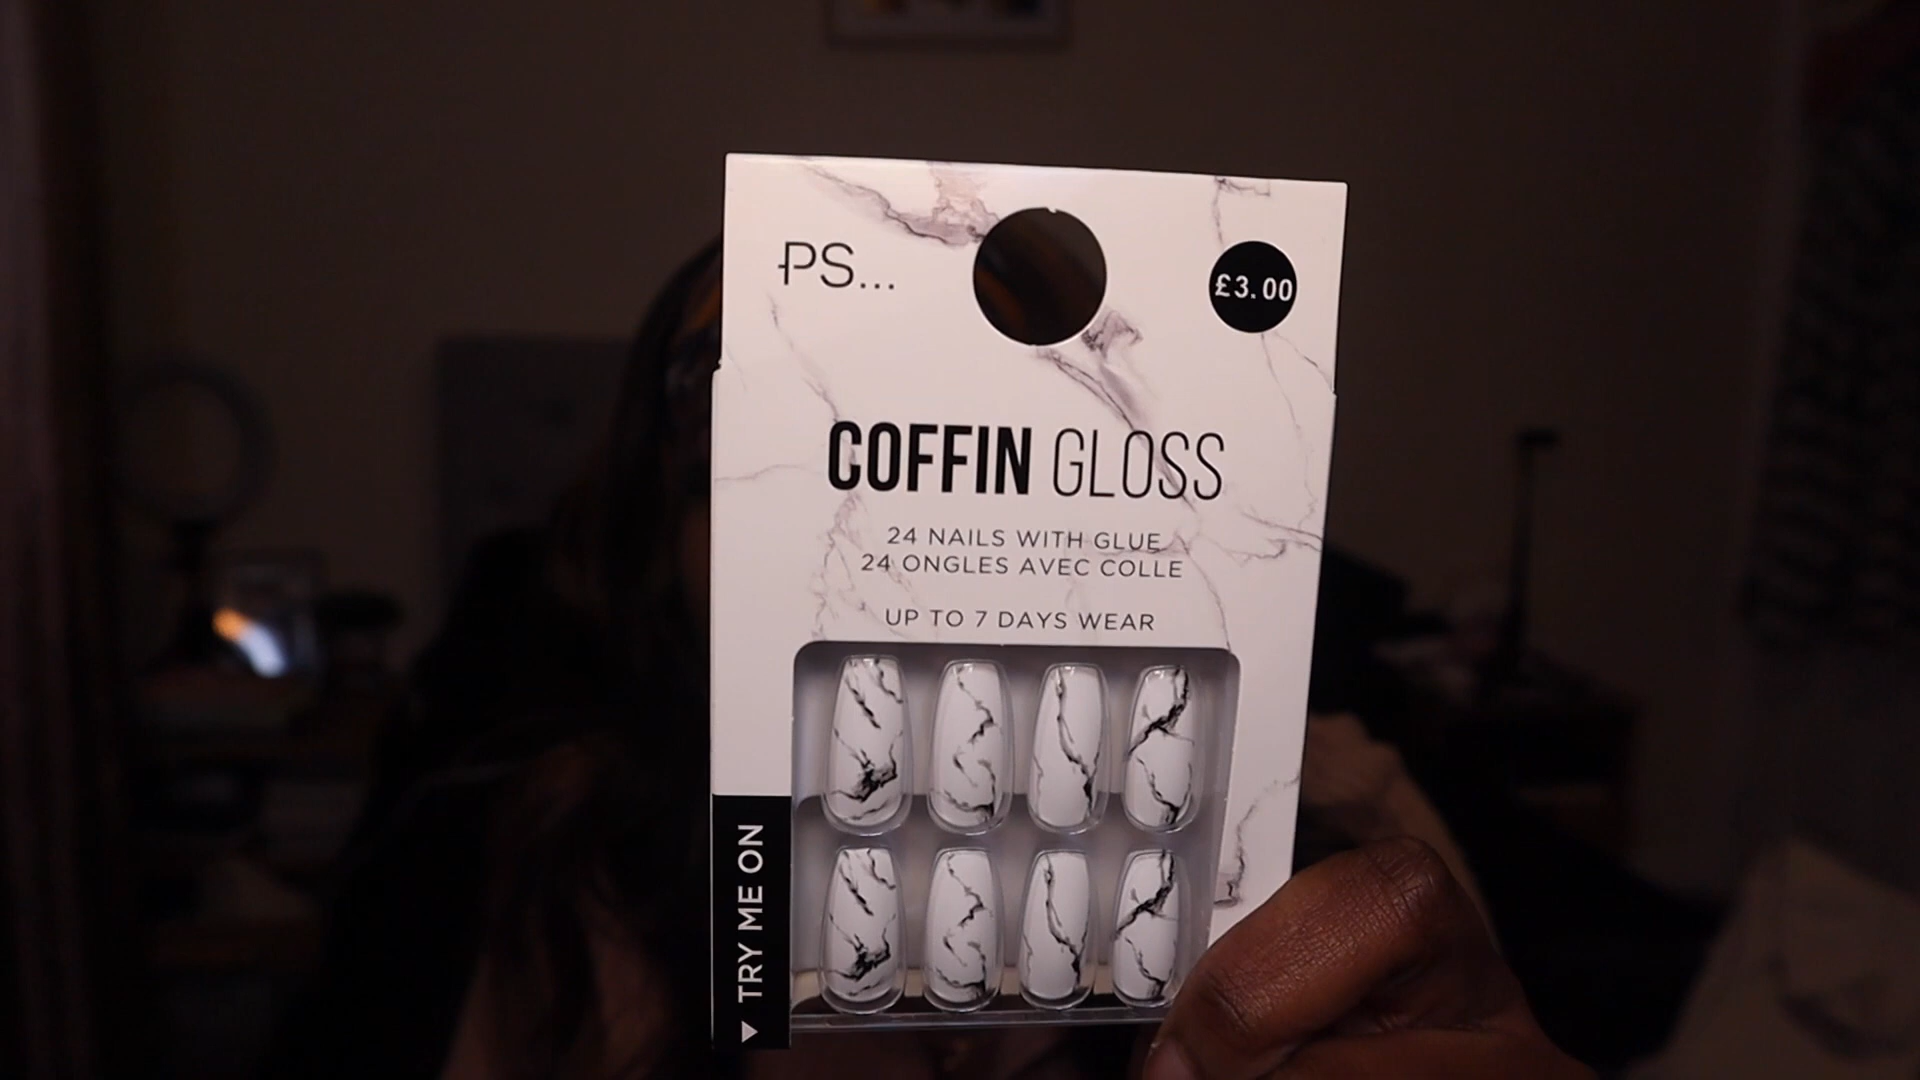 PS...
£3.00
COFFIN GLOSS
24 NAILS WITH GLUE
24 ONGLES AVEC COLLE
UP TO 7 DAYS WEAR
TRY ME ON